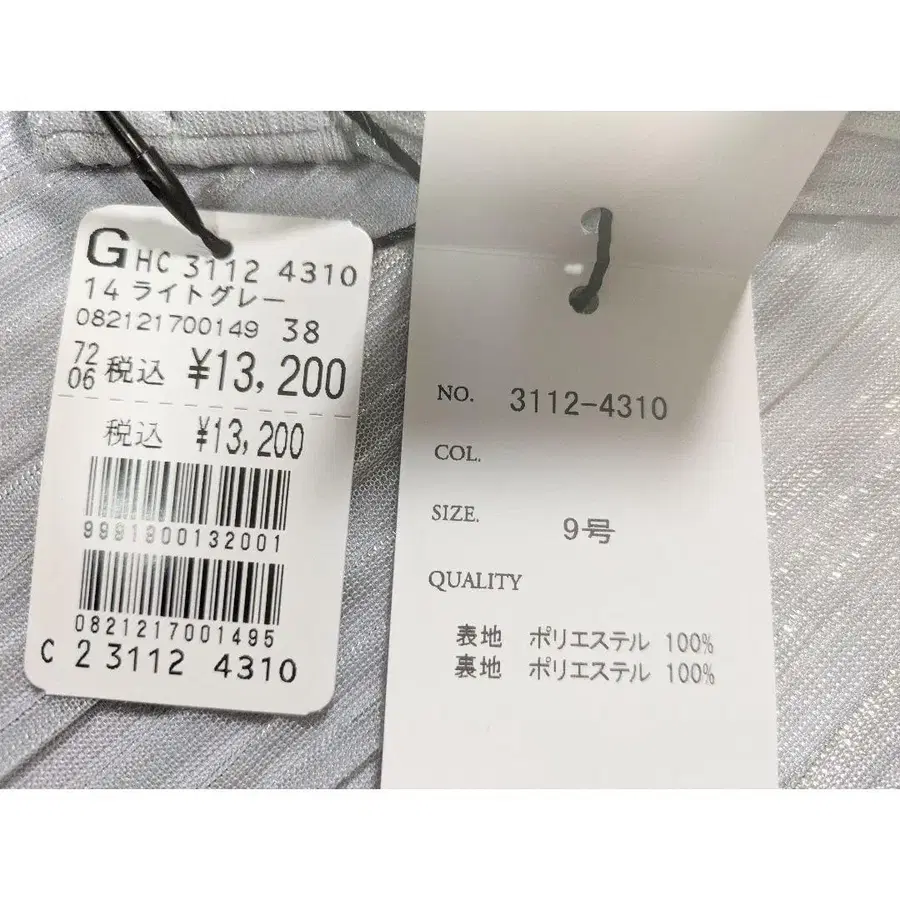 G HC 3112 4310
14 ライトグレー
082121700149 38
72
06 税込 ¥13,200
税込 ¥13,200
9991900132001
0821217001495
C 2 3112 4310
NO. 3112-4310
COL.
SIZE. 9号
QUALITY
表地 ポリエステル 100%
裏地 ポリエステル 100%